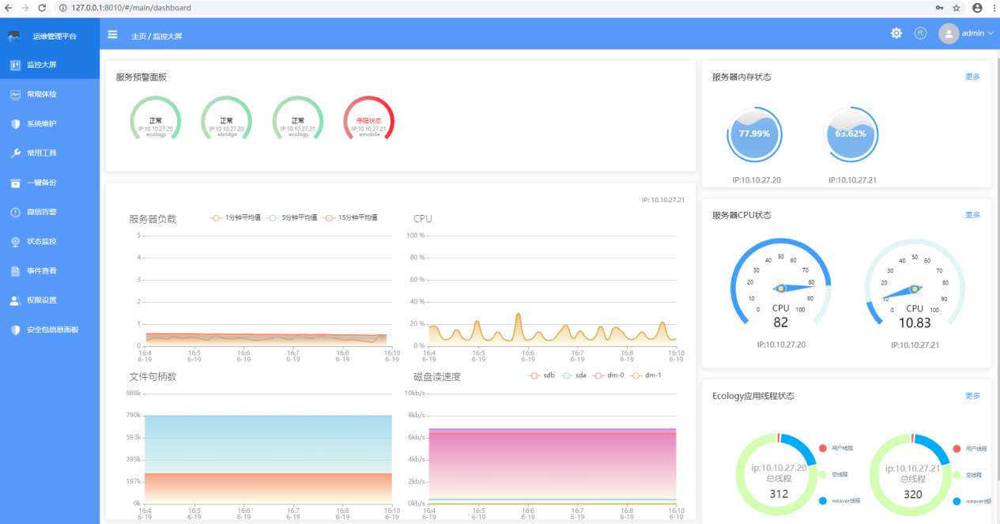 127.0.0.1:8010/#/main/dashboard
运维管理平台
主页 / 监控大屏
代
admin
监控大屏
常规体检
系统维护
常用工具
一键备份
微信告警
状态监控
事件查看
权限设置
安全包信息面板
服务预警面板
正常
IP:10.10.27.20
ecology
正常
IP:10.10.27.20
ebridge
正常
IP:10.10.27.21
ecology
停服状态
IP:10.10.27.21
emobile
IP: 10.10.27.21
服务器负载
1分钟平均值 5分钟平均值 15分钟平均值
5
4
3
2
1
0
16:4 16:5 16:6 16:7 16:8 16:10
6-19 6-19 6-19 6-19 6-19 6-19
CPU
100 %
80 %
60 %
40 %
20 %
0 %
16:4 16:5 16:6 16:7 16:8 16:10
6-19 6-19 6-19 6-19 6-19 6-19
文件句柄数
988k
790k
593k
395k
197k
0k
16:4 16:5 16:6 16:7 16:8 16:10
6-19 6-19 6-19 6-19 6-19 6-19
磁盘读速度
sdb sda dm-0 dm-1
10kb/s
8kb/s
6kb/s
4kb/s
2kb/s
0kb/s
16:4 16:5 16:6 16:7 16:8 16:10
6-19 6-19 6-19 6-19 6-19 6-19
服务器内存状态 更多
77.99% 63.62%
IP:10.10.27.20 IP:10.10.27.21
服务器CPU状态 更多
0 10 20 30 40 50 60 70 80 90 100
CPU
82
IP:10.10.27.20
0 10 20 30 40 50 60 70 80 90 100
CPU
10.83
IP:10.10.27.21
Ecology应用线程状态 更多
ip:10.10.27.20
总线程
312
用户线程
空线程
weaver线程
ip:10.10.27.21
总线程
320
用户线程
空线程
weaver线